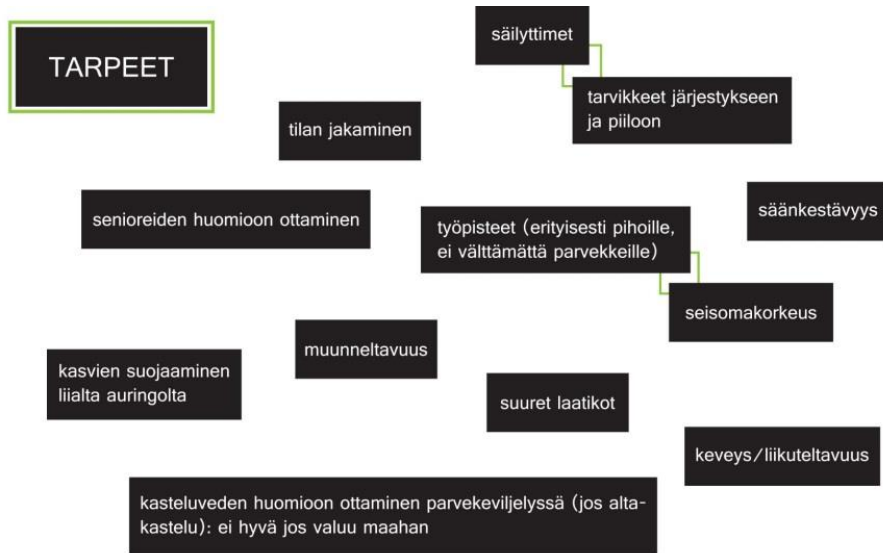 TARPEET
säilyttimet
tarvikkeet järjestykseen
ja piiloon
tilan jakaminen
senioreiden huomioon ottaminen
työpisteet (erityisesti pihoille,
ei välttämättä parvekkeille)
säänkestävyys
seisomakorkeus
muunneltavuus
kasvien suojaaminen
liialta auringolta
suuret laatikot
keveys/liikuteltavuus
kasteluveden huomioon ottaminen parvekeviljelyssä (jos alta-
kastelu): ei hyvä jos valuu maahan